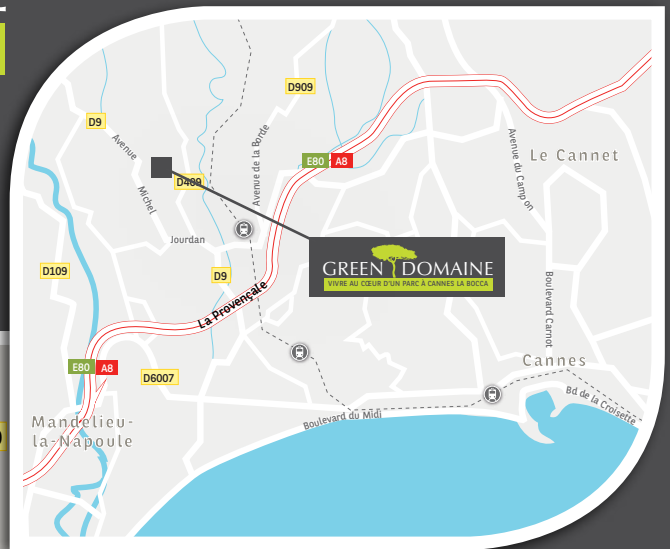 D909
D9
Avenue
Michel
Jourdan
D409
Avenue de la Borde
E80 A8
Avenue du Campon
Le Cannet
GREEN DOMAINE
VIVRE AU CŒUR D'UN PARC À CANNES LA BOCCA
D109
D9
La Provençale
Boulevard Carnot
Cannes
E80 A8
D6007
Mandelieu-
la-Napoule
Boulevard du Midi
Bd de la Croisette